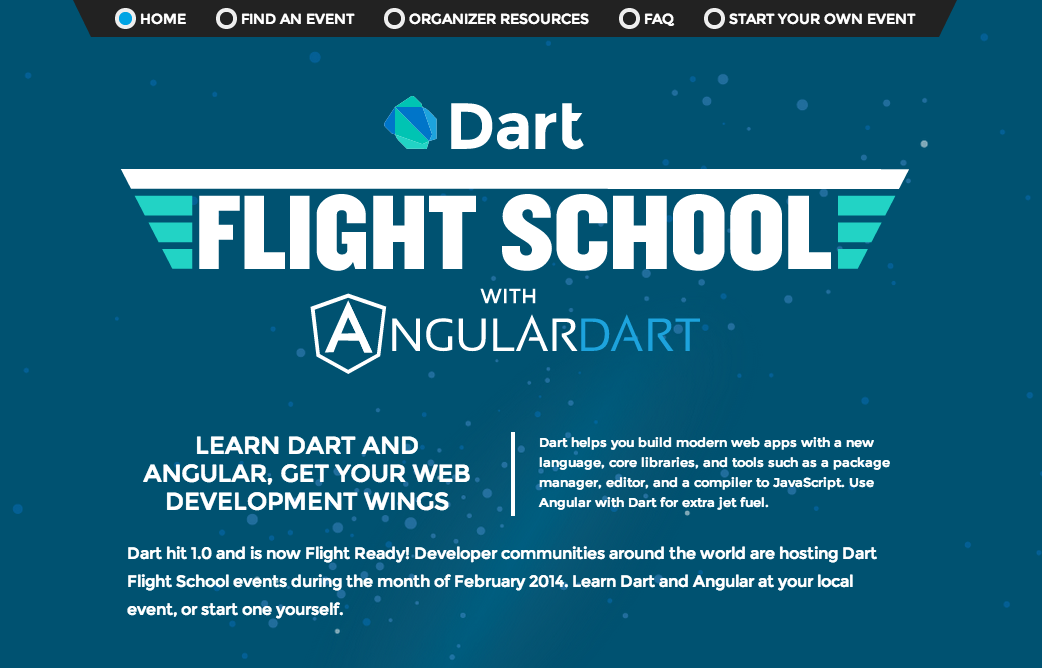 HOME FIND AN EVENT ORGANIZER RESOURCES FAQ START YOUR OWN EVENT
Dart
FLIGHT SCHOOL
WITH
ANGULARDART
LEARN DART AND
ANGULAR, GET YOUR WEB
DEVELOPMENT WINGS
Dart helps you build modern web apps with a new
language, core libraries, and tools such as a package
manager, editor, and a compiler to JavaScript. Use
Angular with Dart for extra jet fuel.
Dart hit 1.0 and is now Flight Ready! Developer communities around the world are hosting Dart
Flight School events during the month of February 2014. Learn Dart and Angular at your local
event, or start one yourself.